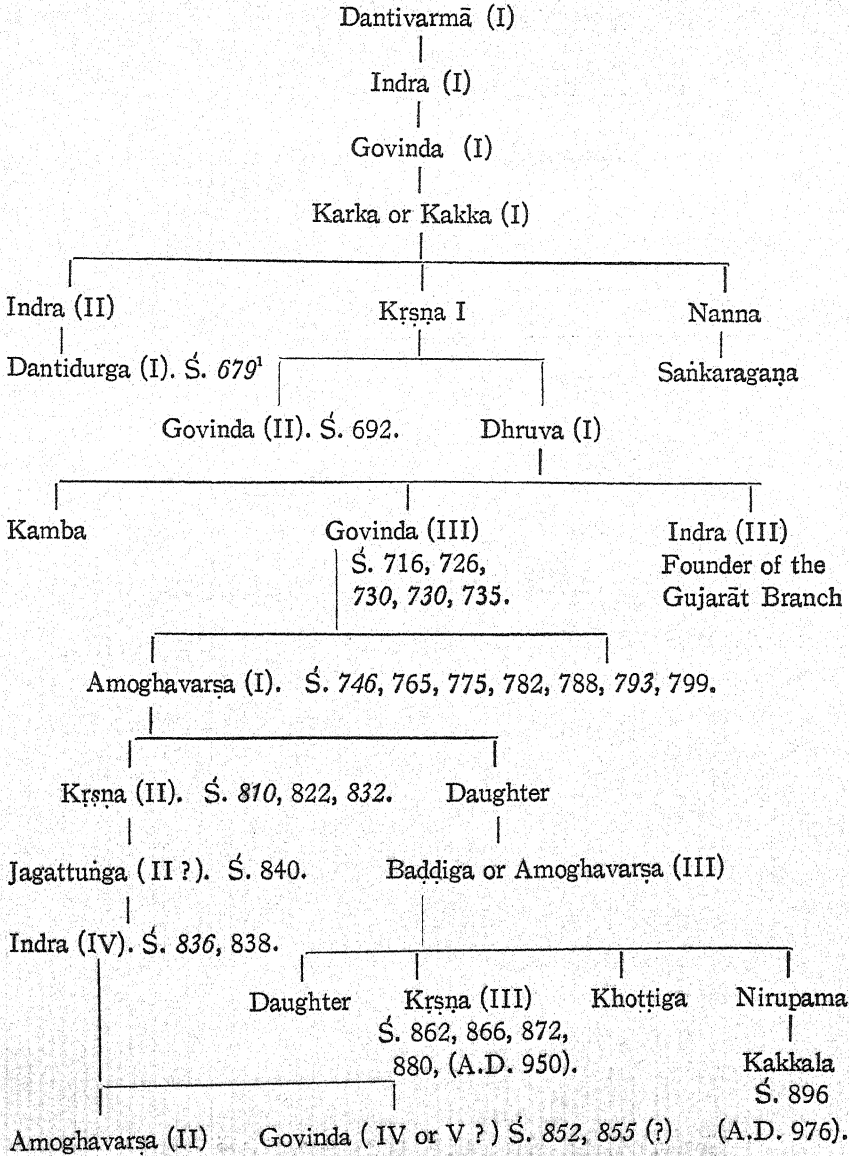 Dantivarmā (I)
Indra (I)
Govinda (I)
Karka or Kakka (I)
Indra (II) Kṛṣṇa I Nanna
Dantidurga (I). Ś. 679¹ Saṅkaragaṇa
Govinda (II). Ś. 692. Dhruva (I)
Kamba Govinda (III) Indra (III)
Ś. 716, 726, Founder of the
730, 730, 735. Gujarāt Branch
Amoghavarṣa (I). Ś. 746, 765, 775, 782, 788, 793, 799.
Kṛṣṇa (II). Ś. 810, 822, 832. Daughter
Jagattuṅga (II ?). Ś. 840. Baḍḍiga or Amoghavarṣa (III)
Indra (IV). Ś. 836, 838.
Daughter Kṛṣṇa (III) Khoṭṭiga Nirupama
Ś. 862, 866, 872,
880, (A.D. 950). Kakkala
Ś. 896
Amoghavarṣa (II) Govinda ( IV or V ? ) Ś. 852, 855 (?) (A.D. 976).